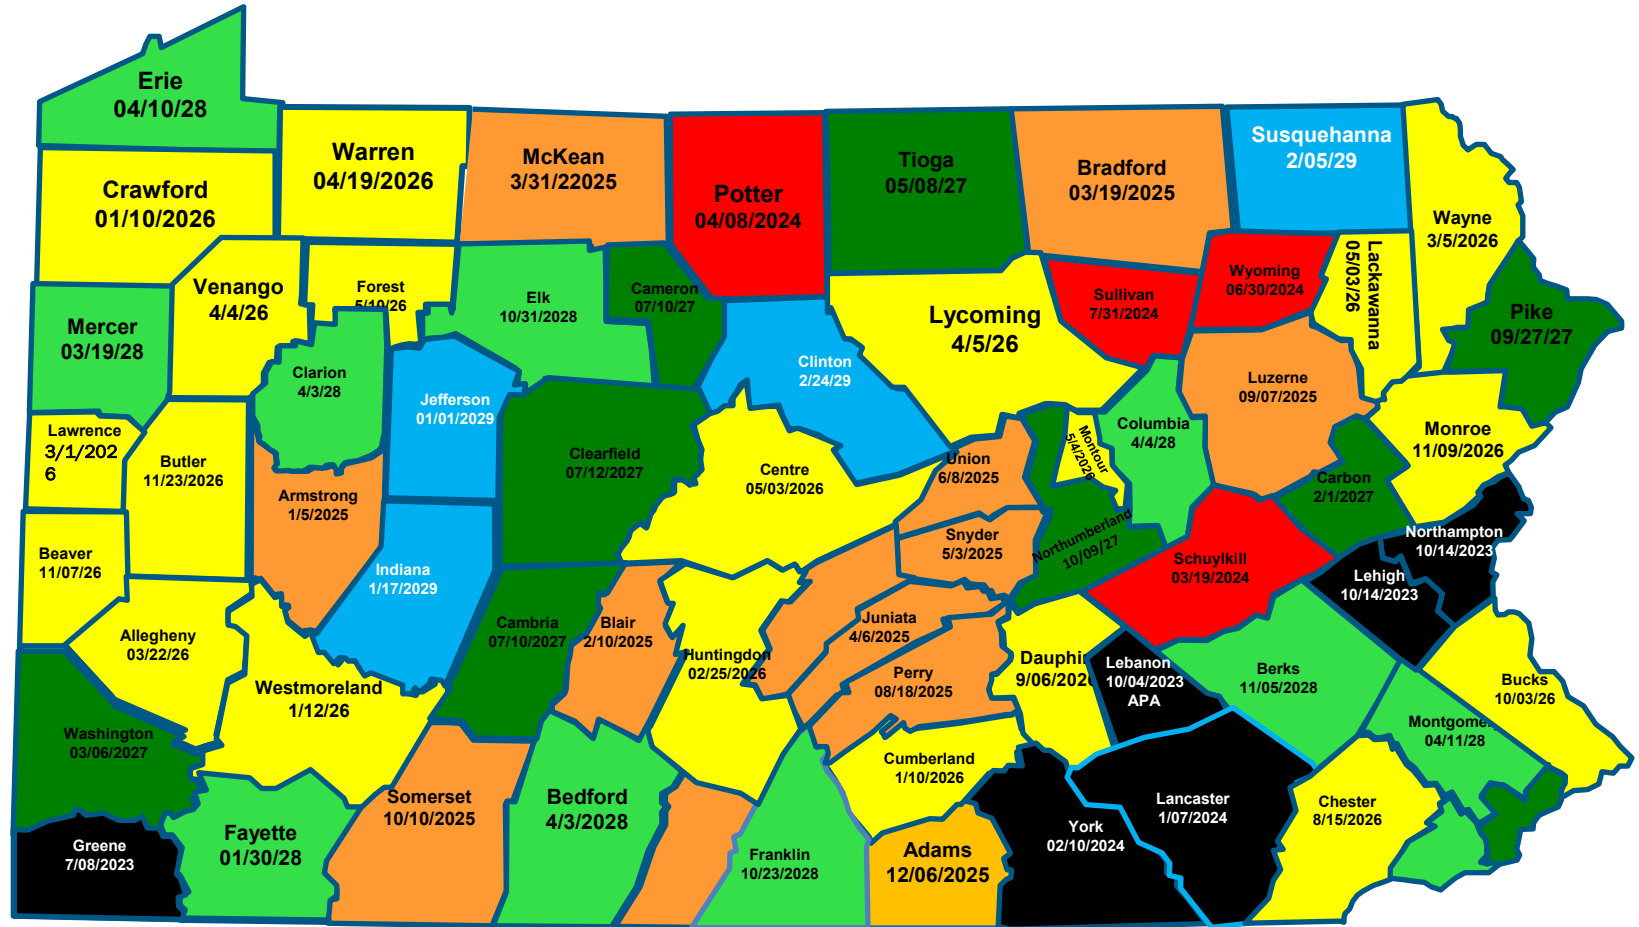 Erie
04/10/28
Crawford
01/10/2026
Warren
04/19/2026
McKean
3/31/22025
Potter
04/08/2024
Tioga
05/08/27
Bradford
03/19/2025
Susquehanna
2/05/29
Wayne
3/5/2026
Mercer
03/19/28
Venango
4/4/26
Forest
5/10/26
Elk
10/31/2028
Cameron
07/10/27
Lycoming
4/5/26
Sullivan
7/31/2024
Wyoming
06/30/2024
Lackawanna
05/03/26
Pike
09/27/27
Clarion
4/3/28
Jefferson
01/01/2029
Clinton
2/24/29
Luzerne
09/07/2025
Lawrence
3/1/202
6
Butler
11/23/2026
Armstrong
1/5/2025
Clearfield
07/12/2027
Centre
05/03/2026
Union
6/8/2025
Montour
5/4/2026
Columbia
4/4/28
Monroe
11/09/2026
Carbon
2/1/2027
Beaver
11/07/26
Indiana
1/17/2029
Snyder
5/3/2025
Northumberland
10/09/27
Schuylkill
03/19/2024
Northampton
10/14/2023
Lehigh
10/14/2023
Allegheny
03/22/26
Cambria
07/10/2027
Blair
2/10/2025
Huntingdon
02/25/2026
Juniata
4/6/2025
Perry
08/18/2025
Dauphin
9/06/2026
Lebanon
10/04/2023
APA
Berks
11/05/2028
Bucks
10/03/26
Westmoreland
1/12/26
Washington
03/06/2027
Montgome
04/11/28
Cumberland
1/10/2026
Somerset
10/10/2025
Bedford
4/3/2028
Greene
7/08/2023
Fayette
01/30/28
Franklin
10/23/2028
Adams
12/06/2025
York
02/10/2024
Lancaster
1/07/2024
Chester
8/15/2026